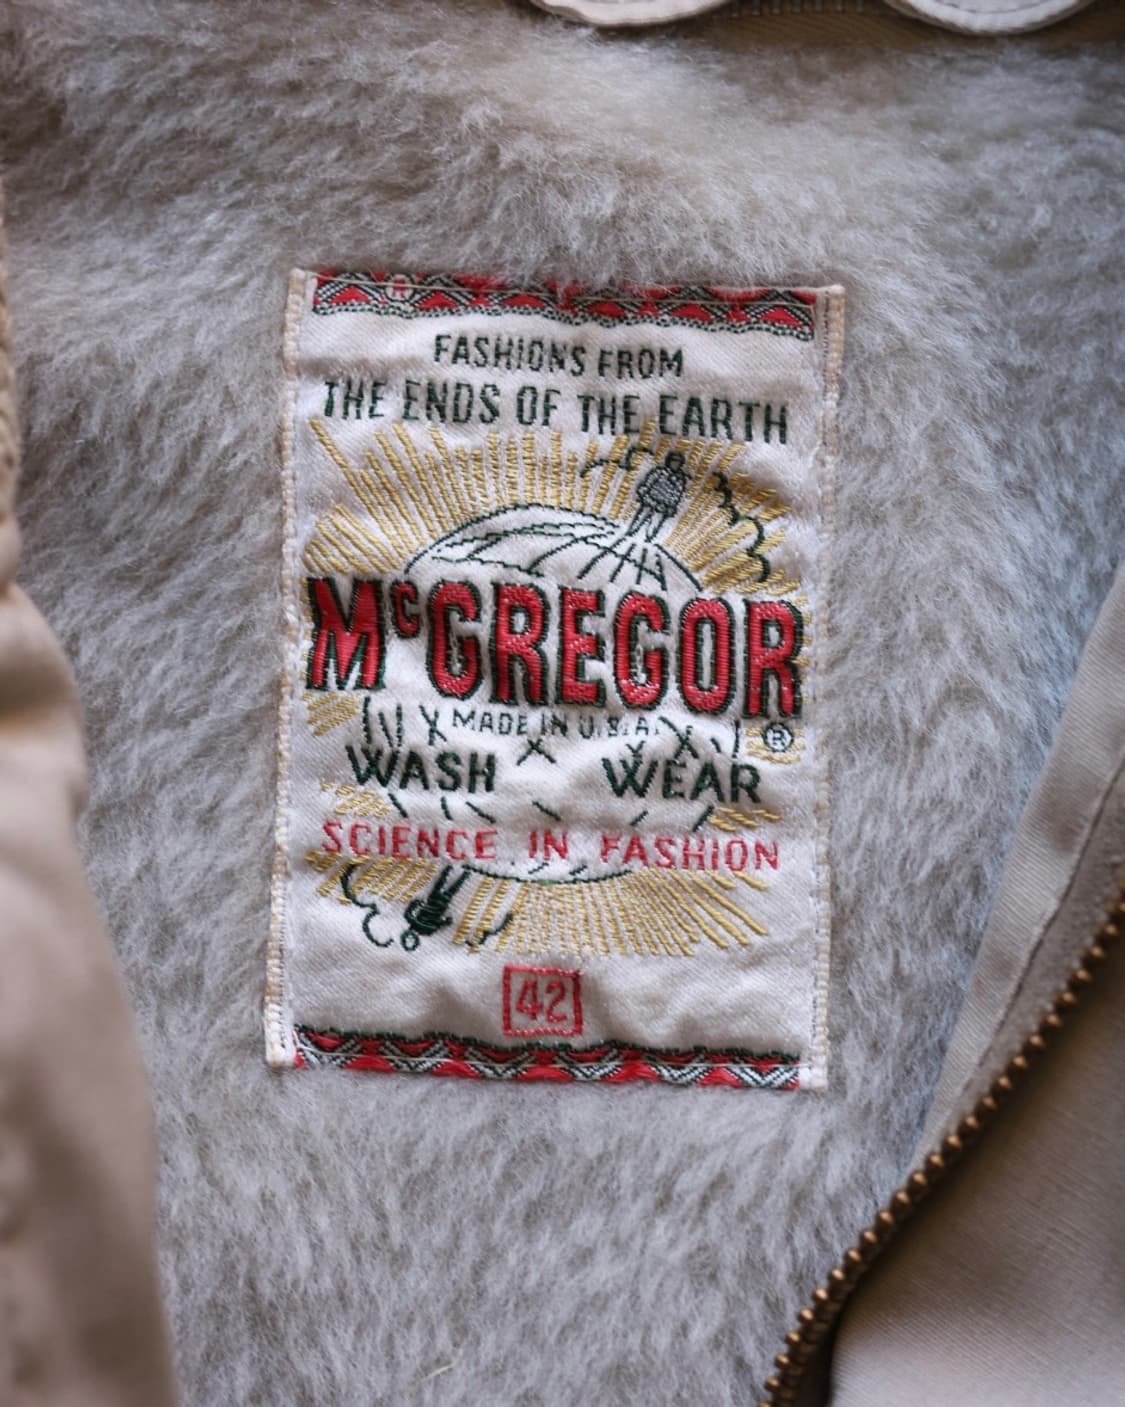 FASHIONS FROM
THE ENDS OF THE EARTH
McGREGOR
MADE IN U.S.A.
®
WASH WEAR
SCIENCE IN FASHION
42